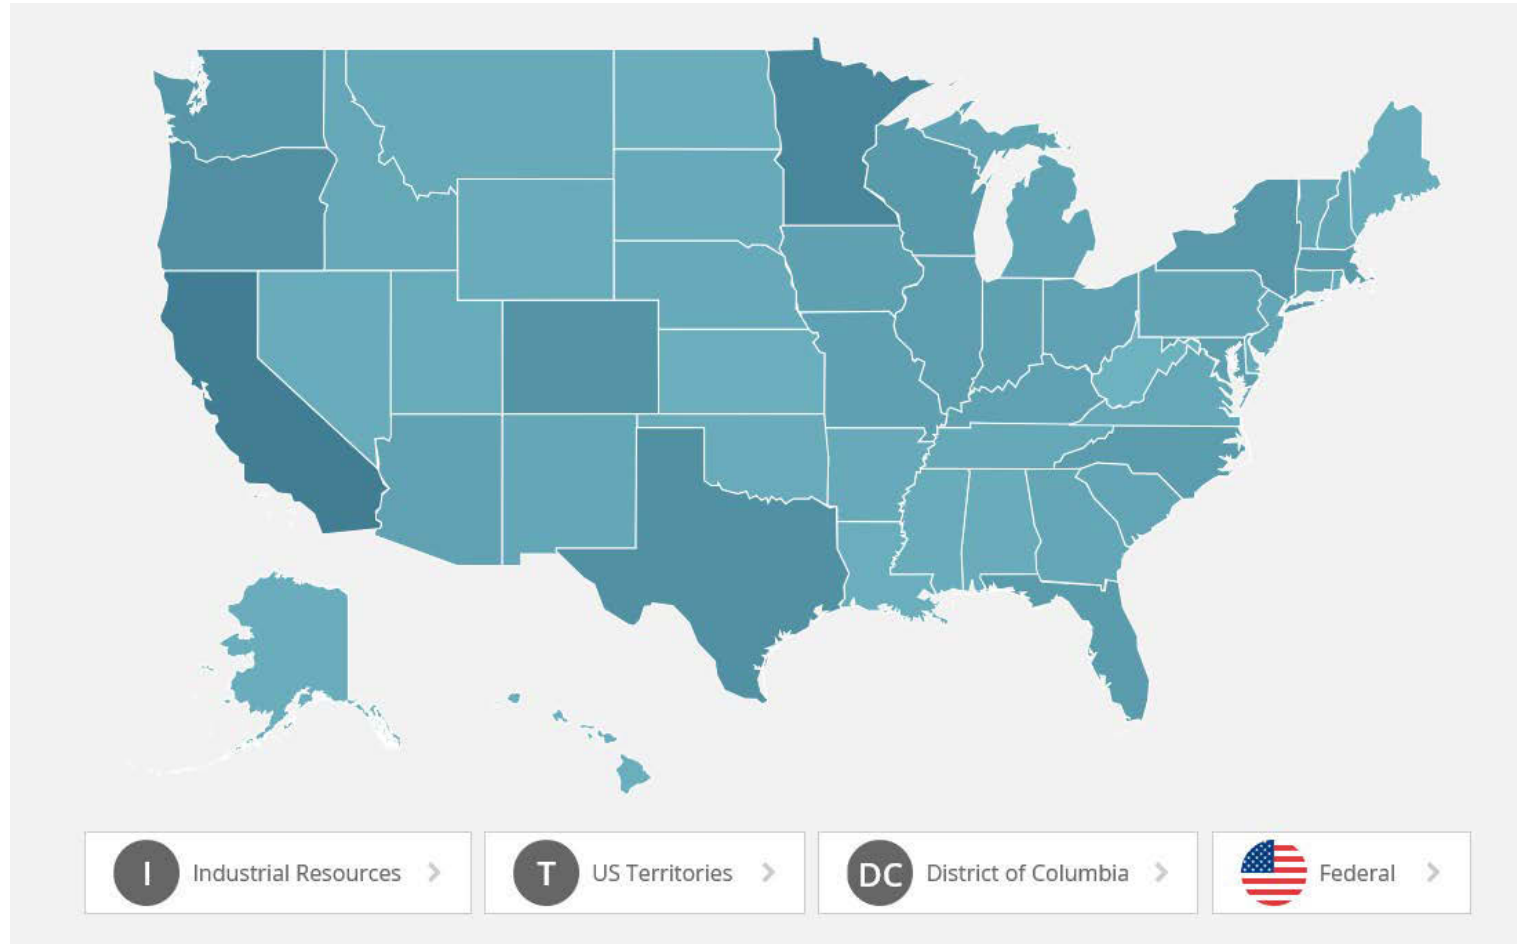 I Industrial Resources
T US Territories
DC District of Columbia
Federal